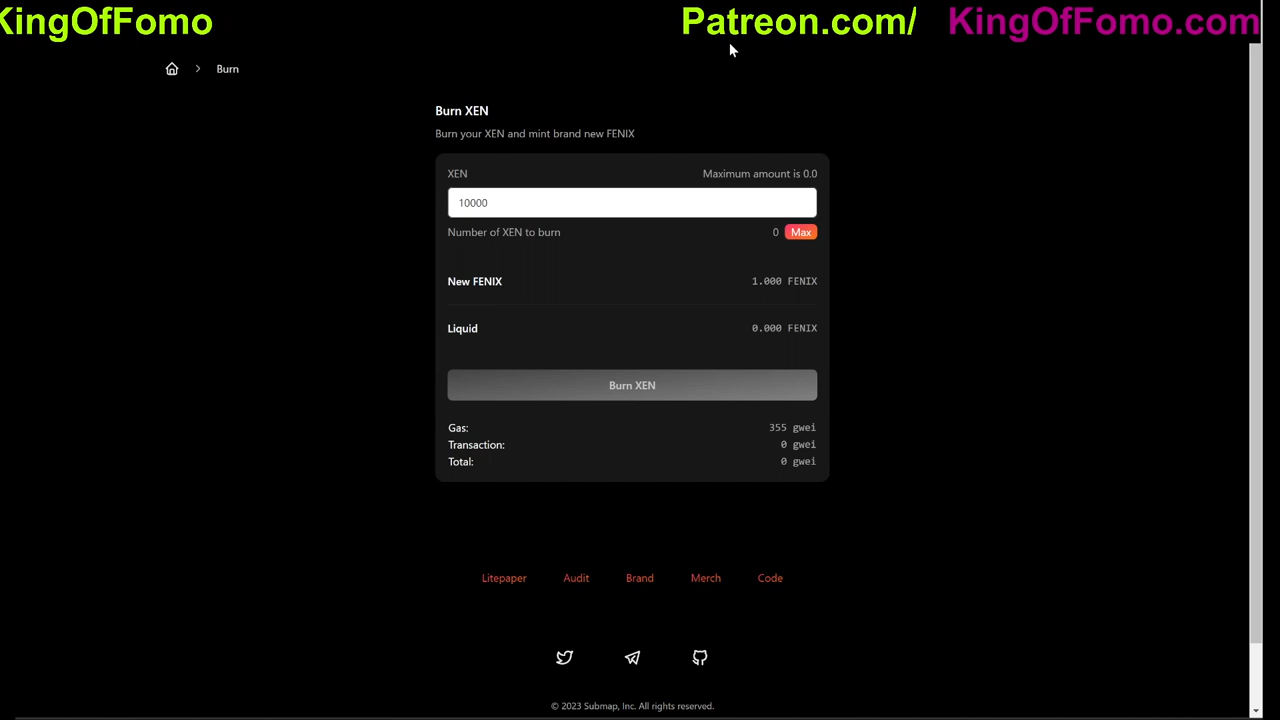 KingOfFomo Patreon.com/ KingOfFomo.com
Burn
Burn XEN
Burn your XEN and mint brand new FENIX
XEN Maximum amount is 0.0
10000
Number of XEN to burn 0 Max
New FENIX 1.000 FENIX
Liquid 0.000 FENIX
Burn XEN
Gas: 355 gwei
Transaction: 0 gwei
Total: 0 gwei
Litepaper Audit Brand Merch Code
© 2023 Submap, Inc. All rights reserved.